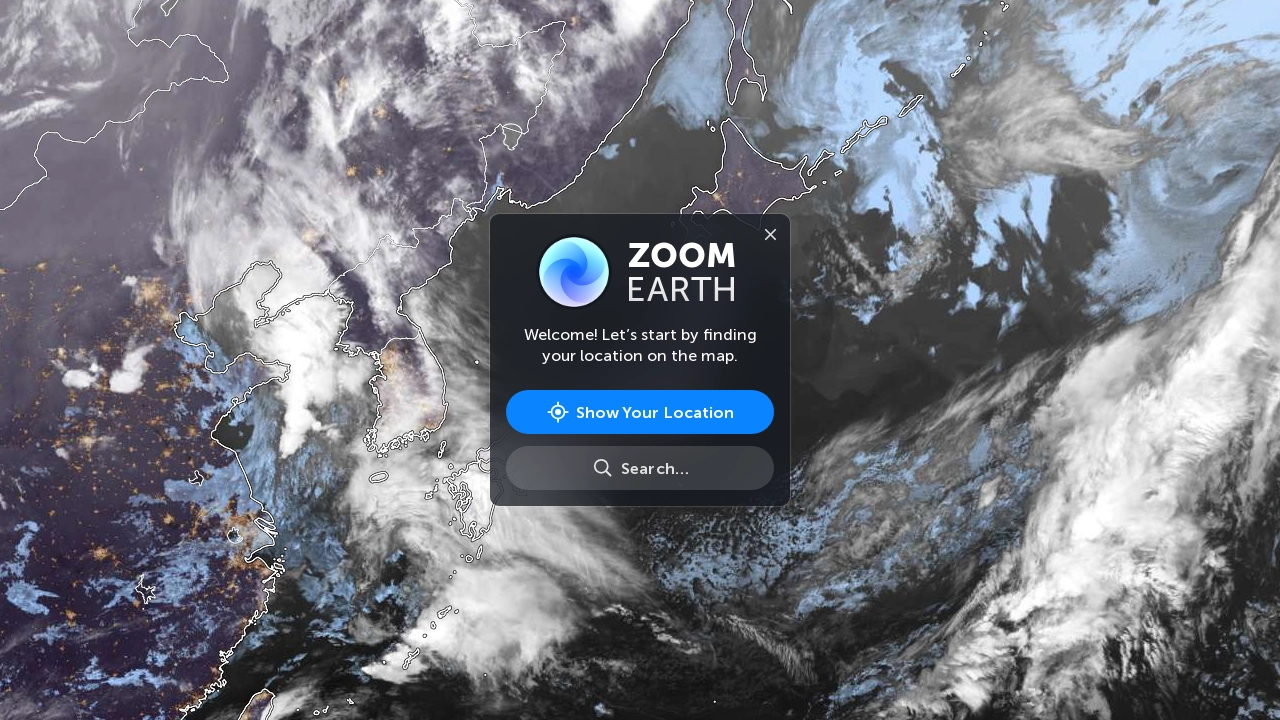 ZOOM
EARTH
Welcome! Let’s start by finding
your location on the map.
Show Your Location
Search…